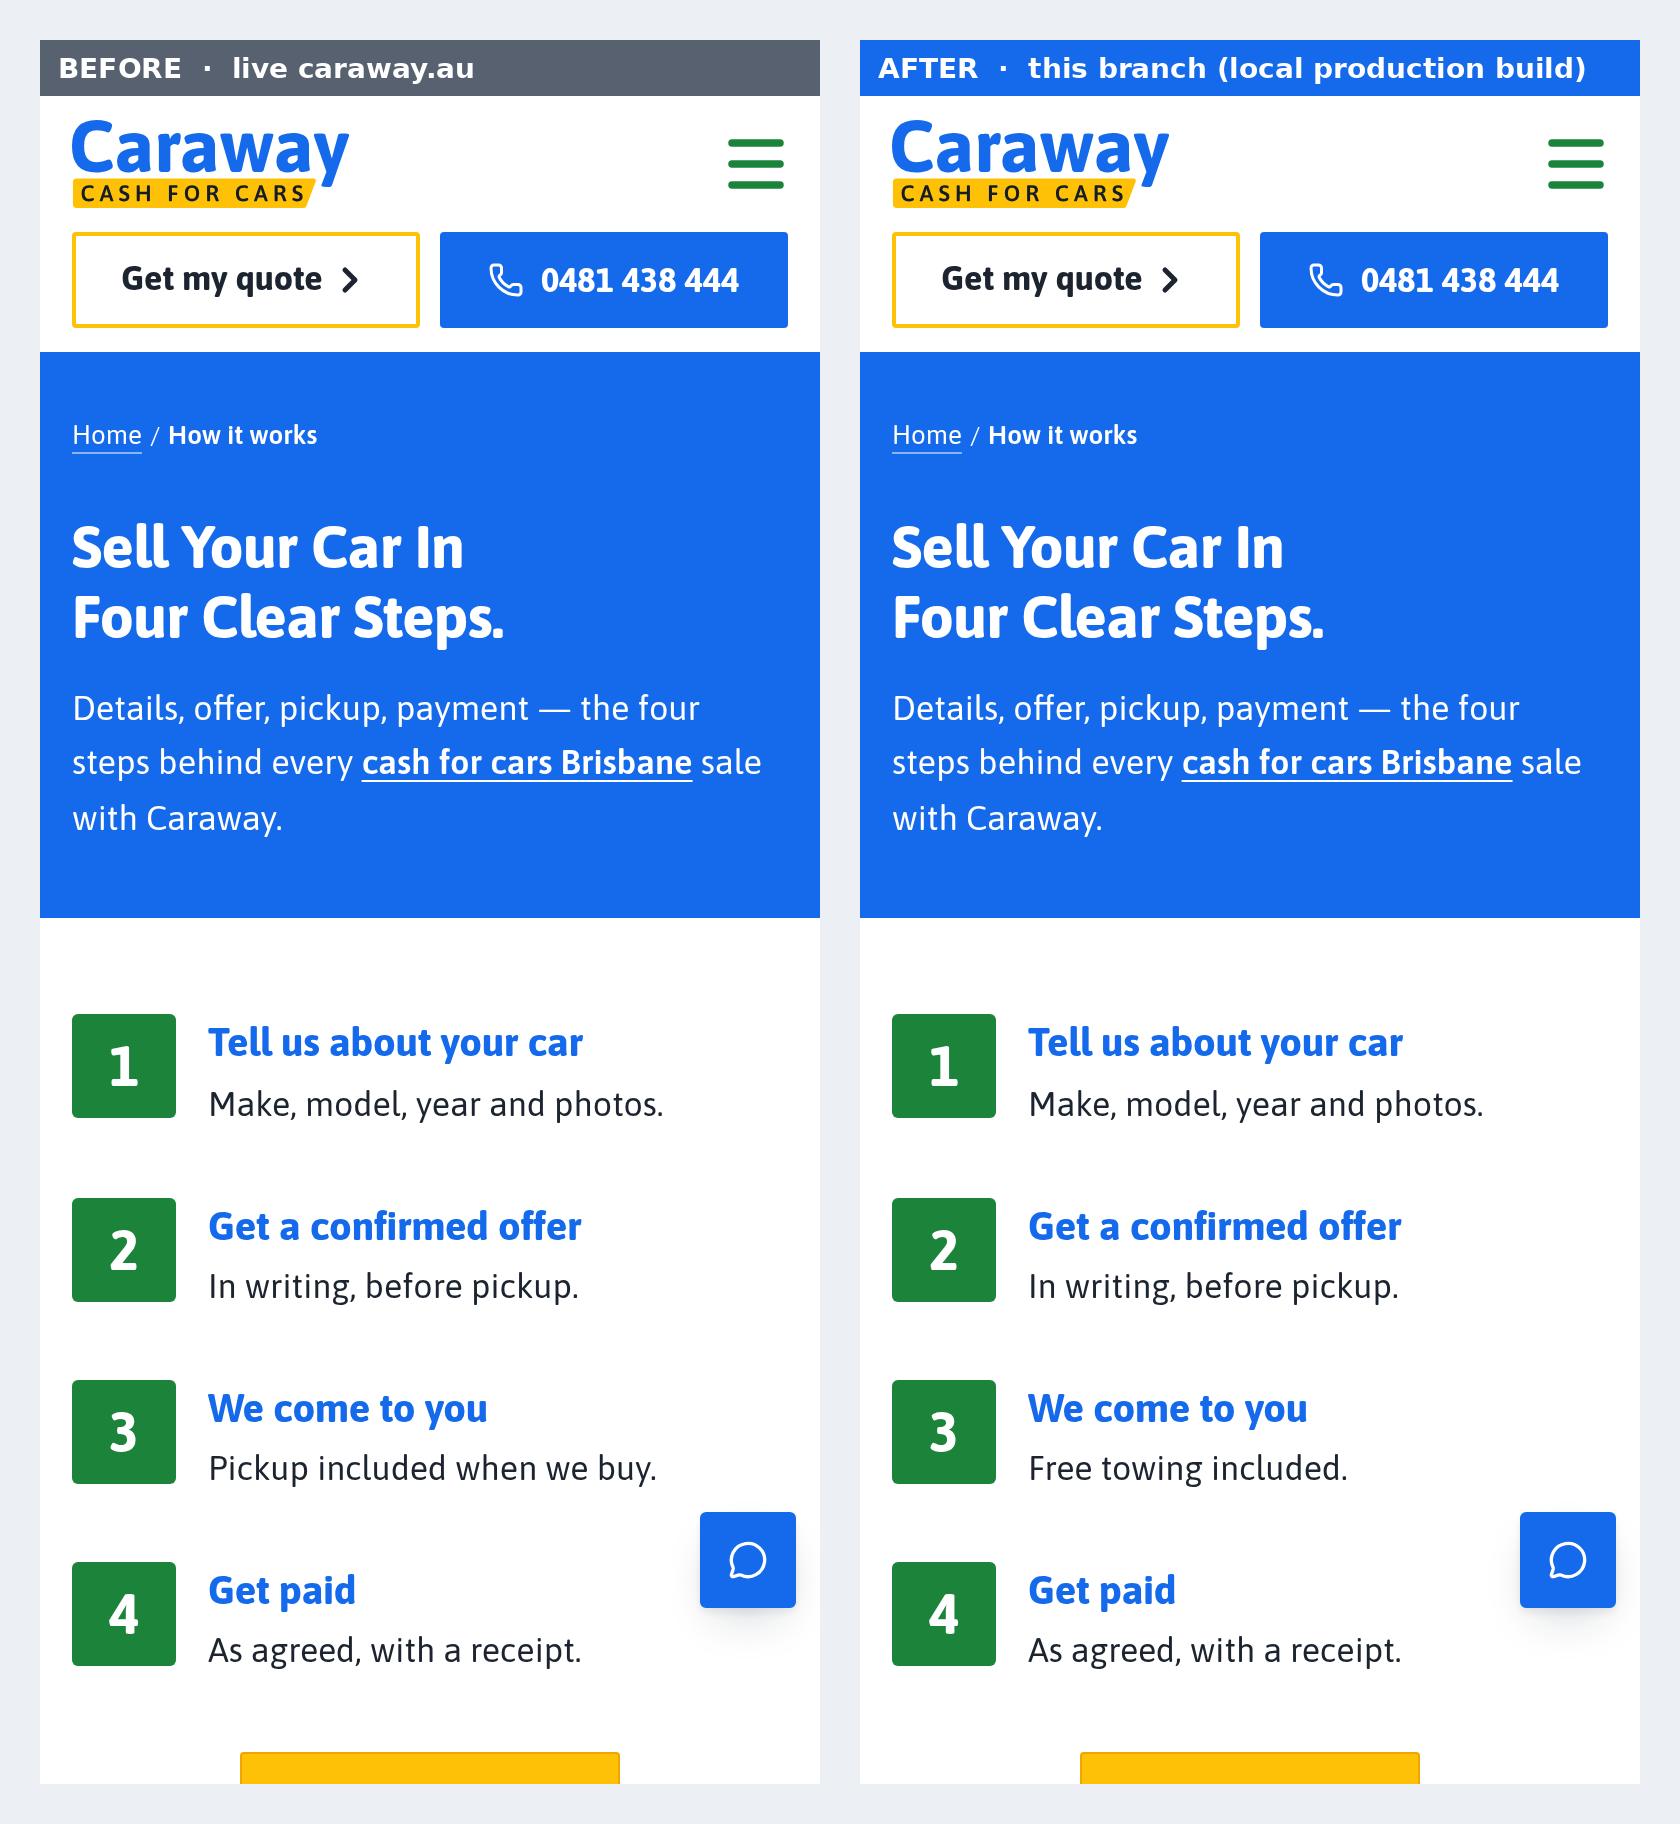 BEFORE · live caraway.au
Caraway
CASH FOR CARS
Get my quote
0481 438 444
Home / How it works
Sell Your Car In
Four Clear Steps.
Details, offer, pickup, payment — the four
steps behind every cash for cars Brisbane sale
with Caraway.
1
Tell us about your car
Make, model, year and photos.
2
Get a confirmed offer
In writing, before pickup.
3
We come to you
Pickup included when we buy.
4
Get paid
As agreed, with a receipt.
AFTER · this branch (local production build)
Caraway
CASH FOR CARS
Get my quote
0481 438 444
Home / How it works
Sell Your Car In
Four Clear Steps.
Details, offer, pickup, payment — the four
steps behind every cash for cars Brisbane sale
with Caraway.
1
Tell us about your car
Make, model, year and photos.
2
Get a confirmed offer
In writing, before pickup.
3
We come to you
Free towing included.
4
Get paid
As agreed, with a receipt.